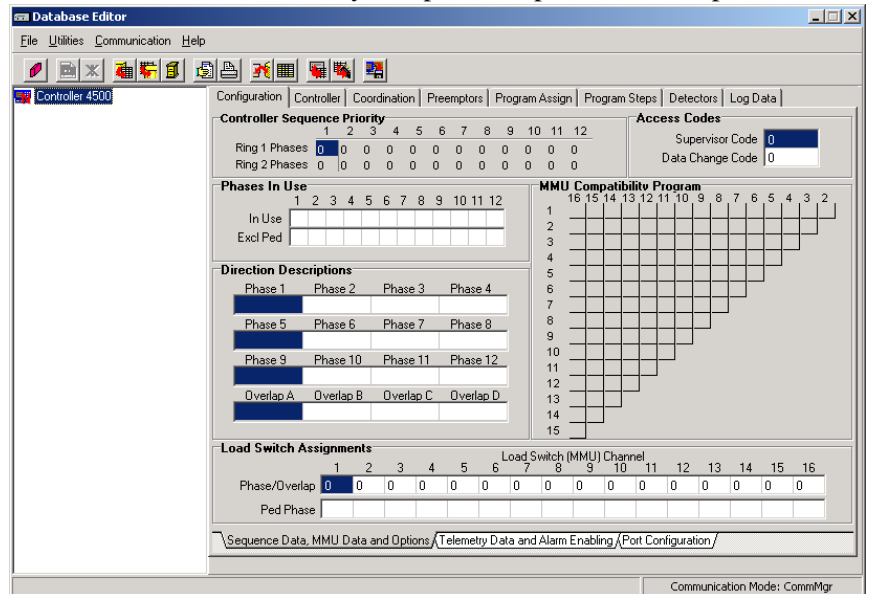 Database Editor
File Utilities Communication Help
Controller 4500
Configuration Controller Coordination Preemptors Program Assign Program Steps Detectors Log Data
Controller Sequence Priority
1 2 3 4 5 6 7 8 9 10 11 12
Ring 1 Phases 0 0 0 0 0 0 0 0 0 0 0 0
Ring 2 Phases 0 0 0 0 0 0 0 0 0 0 0 0
Access Codes
Supervisor Code 0
Data Change Code 0
Phases In Use
1 2 3 4 5 6 7 8 9 10 11 12
In Use
Excl Ped
MMU Compatibility Program
16 15 14 13 12 11 10 9 8 7 6 5 4 3 2
1
2
3
4
5
6
7
8
9
10
11
12
13
14
15
Direction Descriptions
Phase 1 Phase 2 Phase 3 Phase 4
Phase 5 Phase 6 Phase 7 Phase 8
Phase 9 Phase 10 Phase 11 Phase 12
Overlap A Overlap B Overlap C Overlap D
Load Switch Assignments
Load Switch (MMU) Channel
1 2 3 4 5 6 7 8 9 10 11 12 13 14 15 16
Phase/Overlap 0 0 0 0 0 0 0 0 0 0 0 0 0 0 0 0
Ped Phase
Sequence Data, MMU Data and Options Telemetry Data and Alarm Enabling Port Configuration
Communication Mode: CommMgr